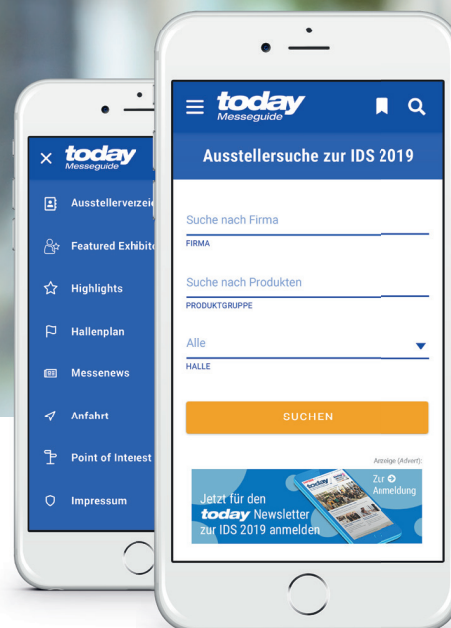 today
Messeguide
Featured Exhibit
Highlights
Hallenplan
Messenews
Anfahrt
Point of Interest
Impressum
today
Messeguide
Ausstellersuche zur IDS 2019
Suche nach Firma
FIRMA
Suche nach Produkten
PRODUKTGRUPPE
Alle
HALLE
SUCHEN
Anzeige (Advert):
Jetzt für den
today Newsletter
zur IDS 2019 anmelden
today
Zur
Anmeldung